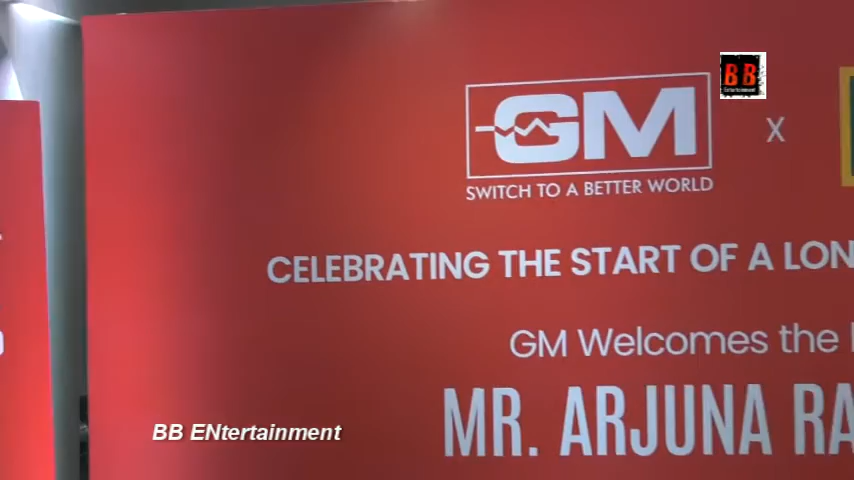 GM
SWITCH TO A BETTER WORLD
X
BB
Entertainment
CELEBRATING THE START OF A LON
GM Welcomes the
MR. ARJUNA RA
BB ENtertainment